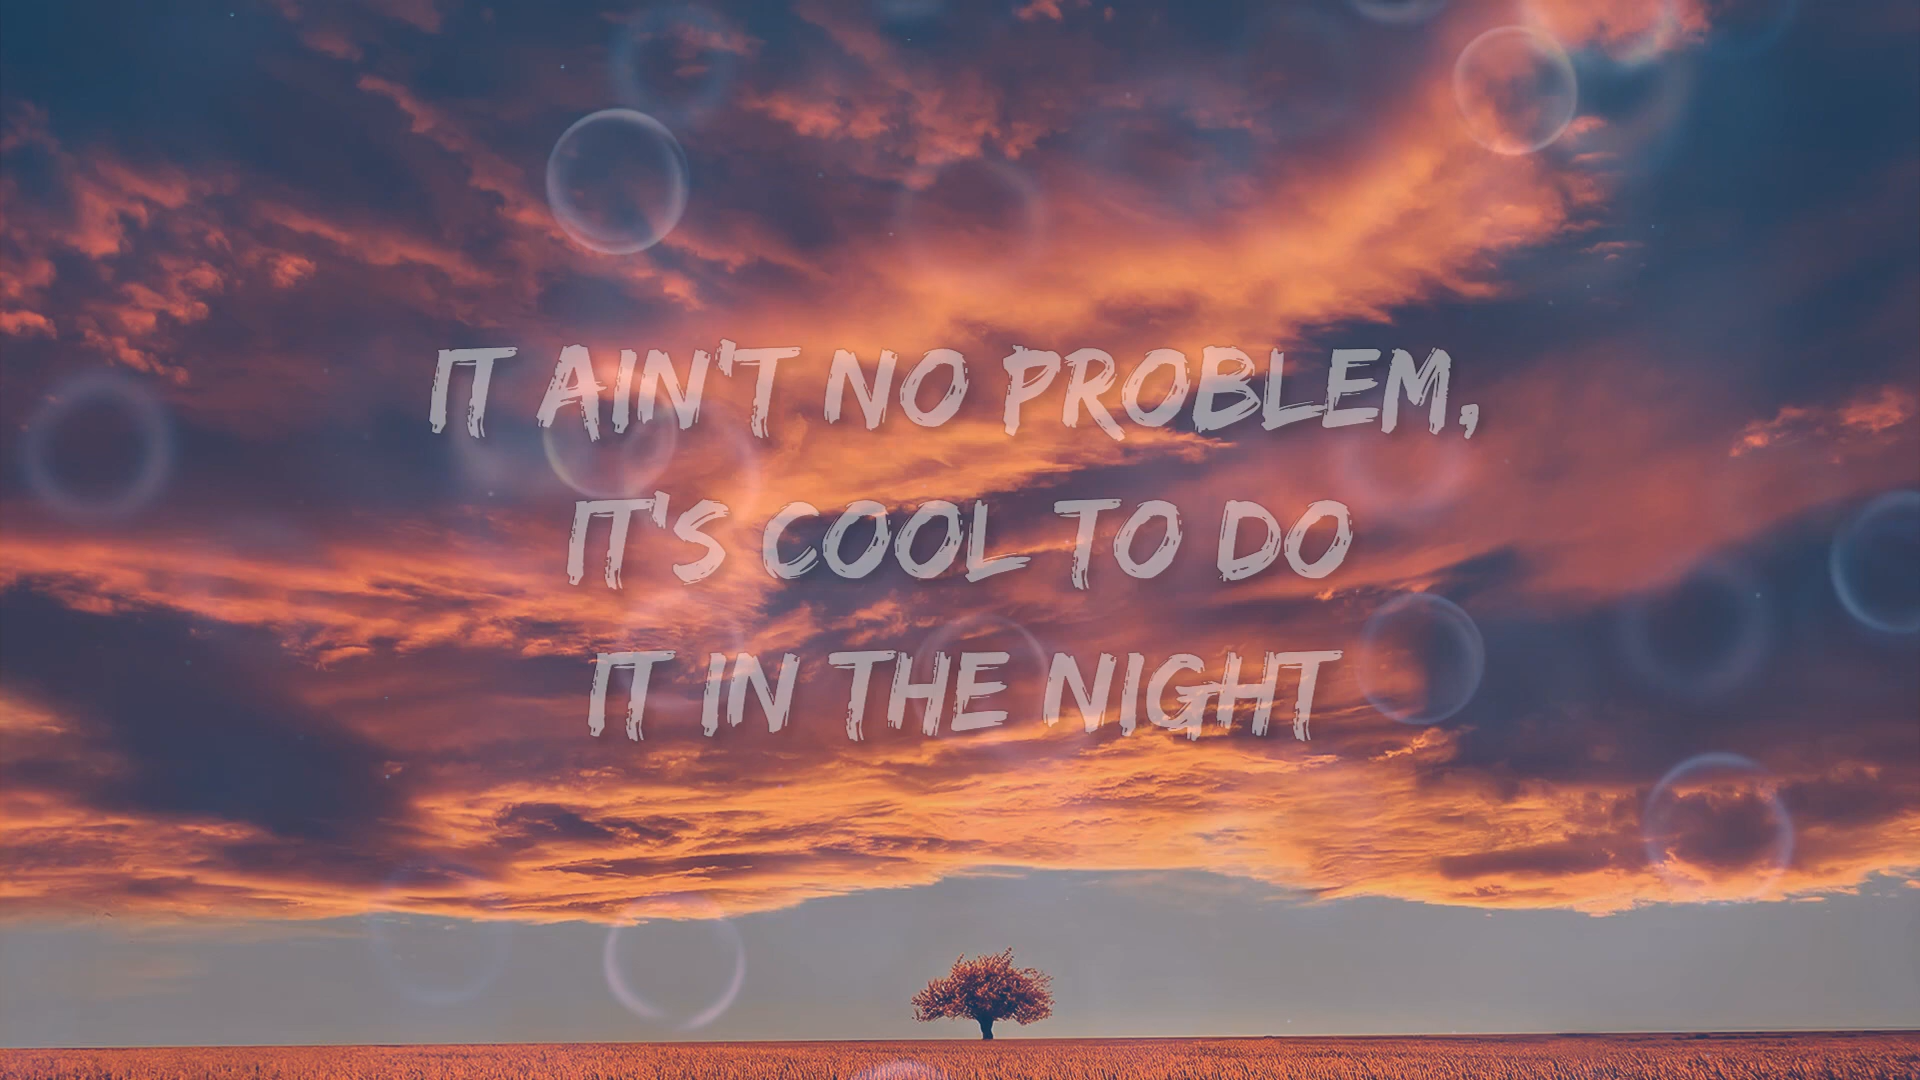 IT AIN'T NO PROBLEM,
IT'S COOL TO DO
IT IN THE NIGHT